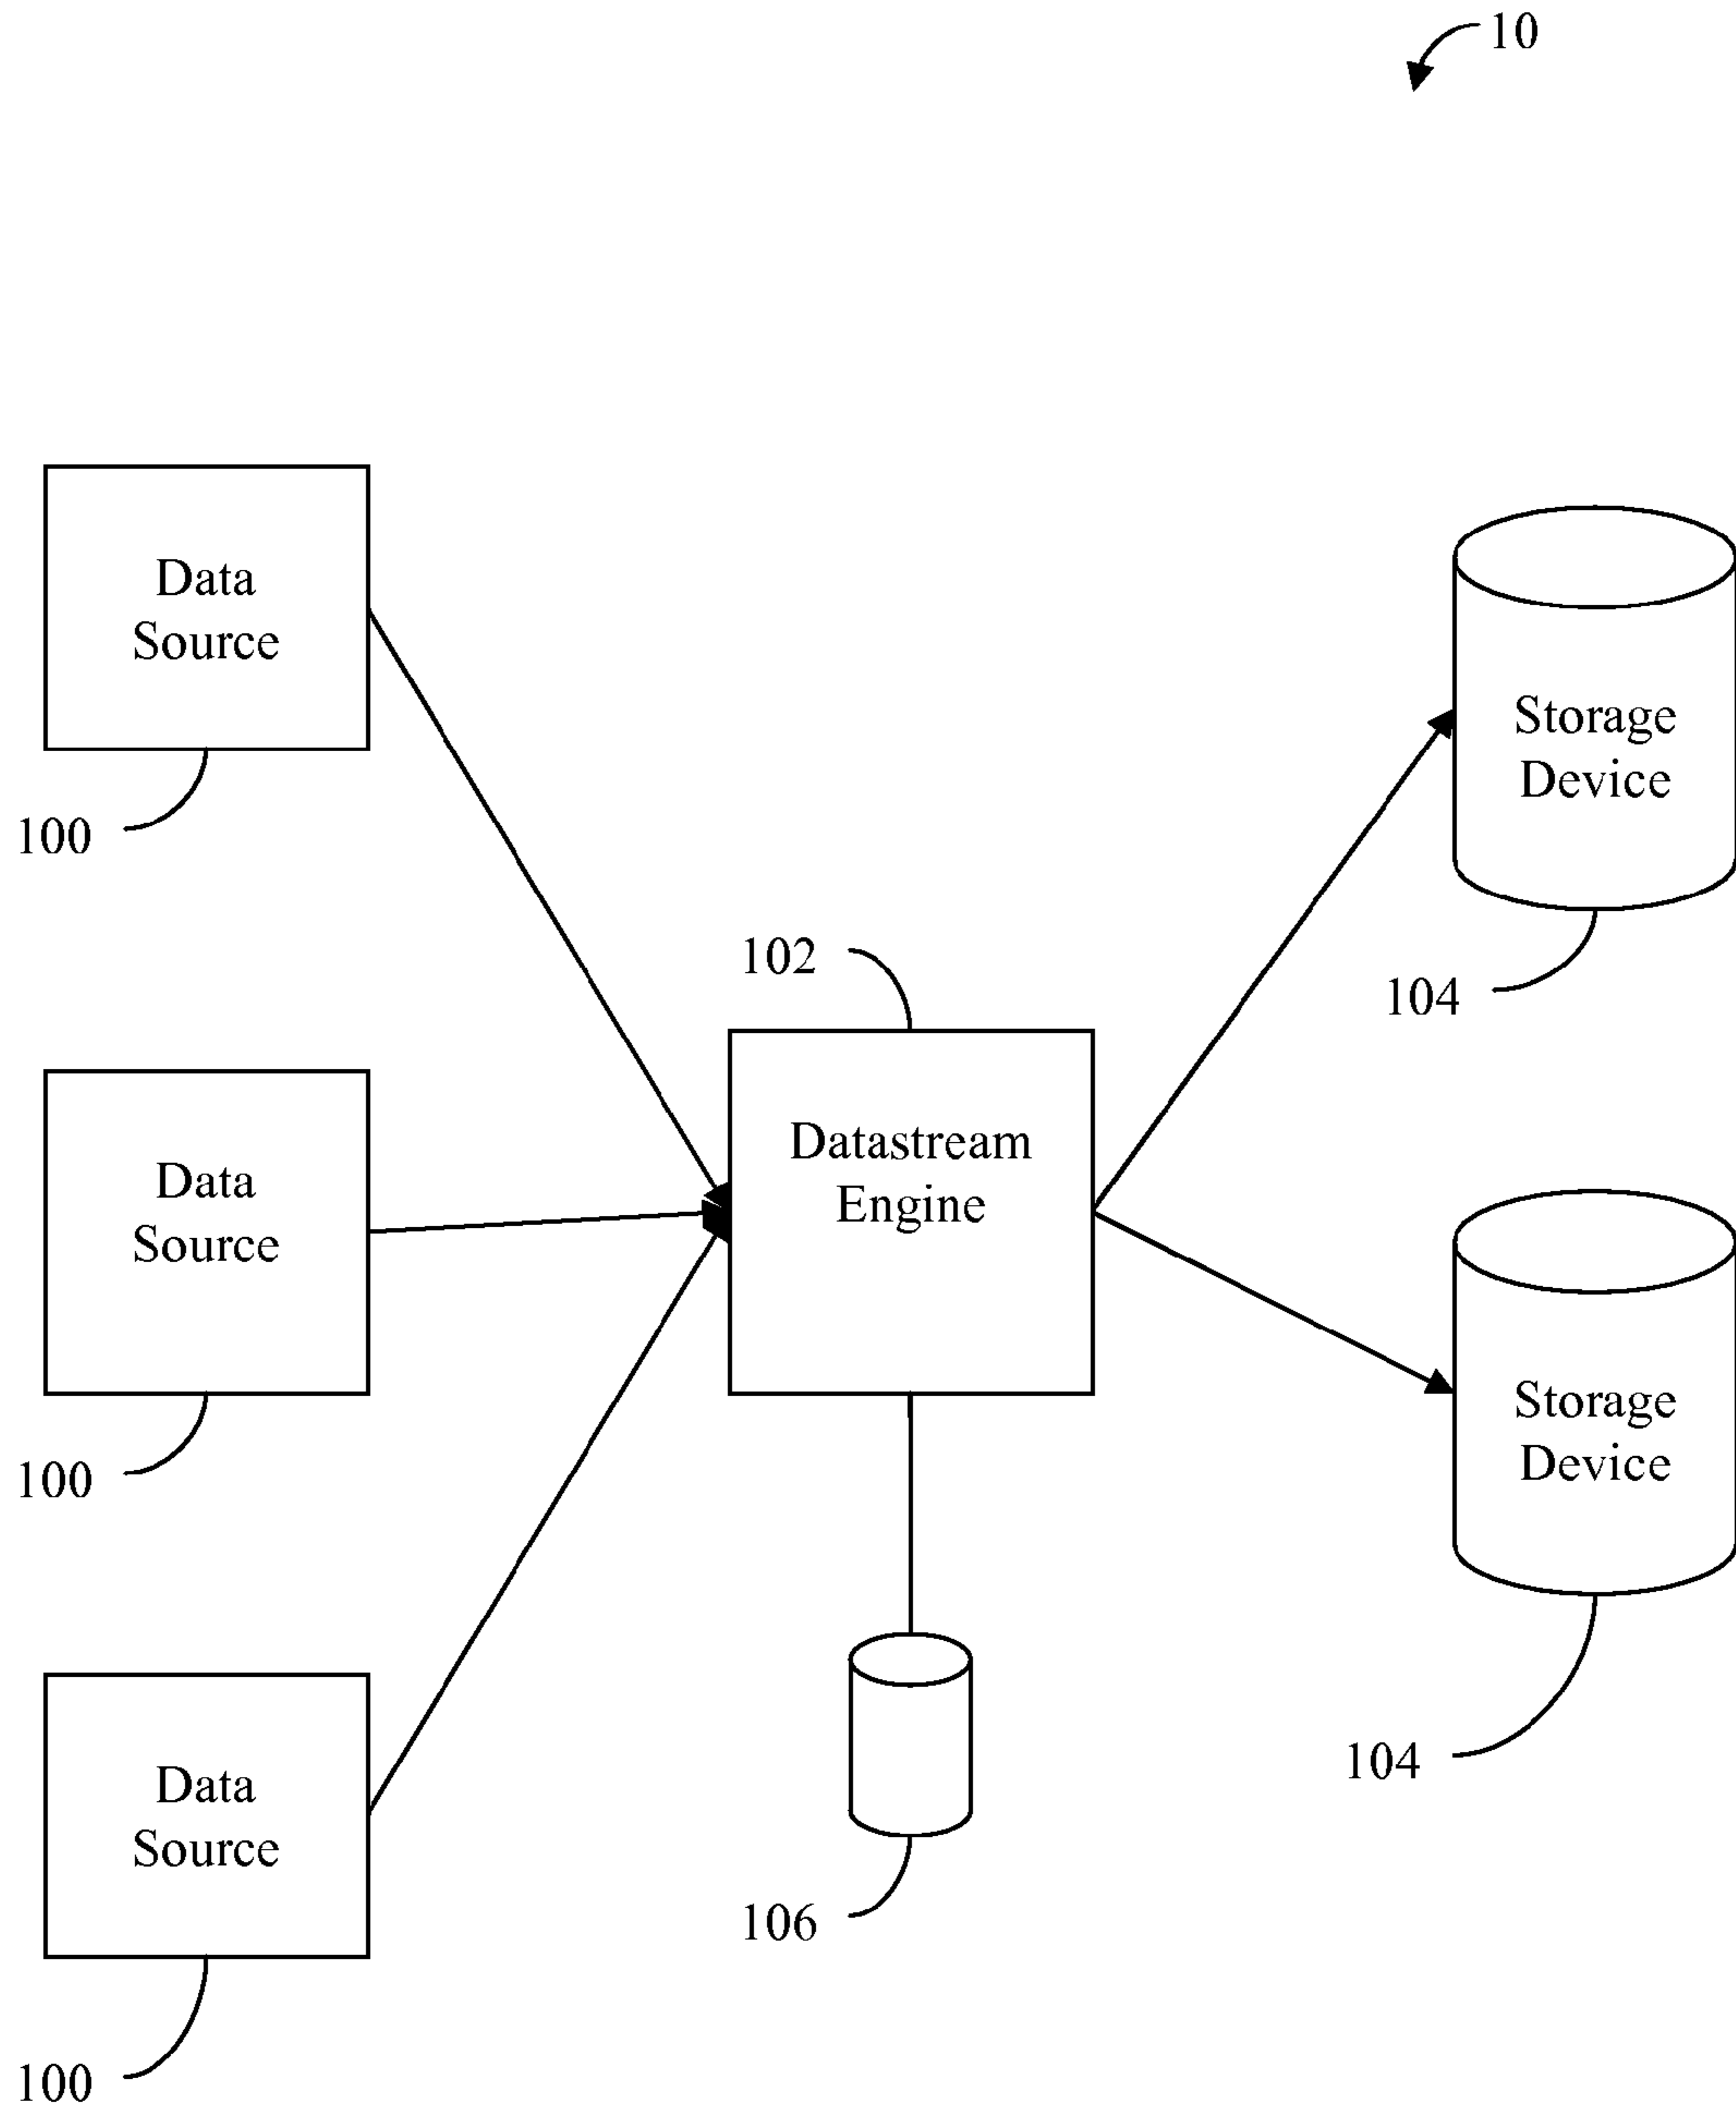 10
Data
Source
100
Storage
Device
104
102
Datastream
Engine
Data
Source
100
Storage
Device
104
106
Data
Source
100